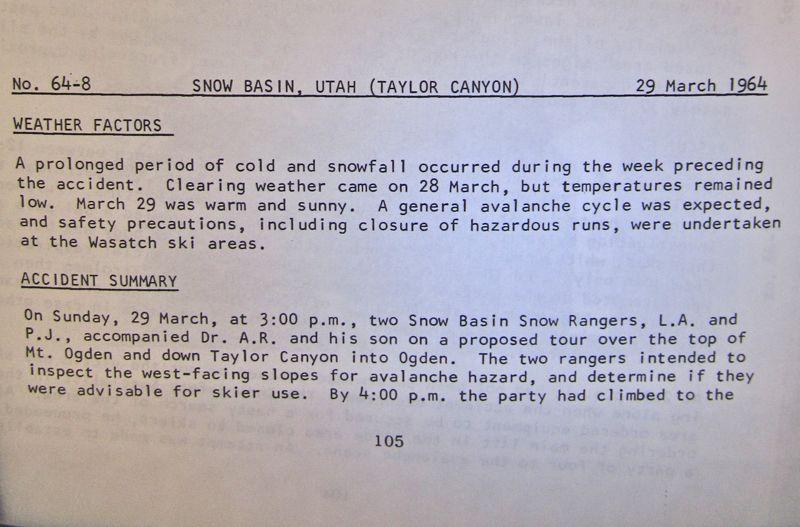 No. 64-8 SNOW BASIN, UTAH (TAYLOR CANYON) 29 March 1964
WEATHER FACTORS
A prolonged period of cold and snowfall occurred during the week preceding
the accident. Clearing weather came on 28 March, but temperatures remained
low. March 29 was warm and sunny. A general avalanche cycle was expected,
and safety precautions, including closure of hazardous runs, were undertaken
at the Wasatch ski areas.
ACCIDENT SUMMARY
On Sunday, 29 March, at 3:00 p.m., two Snow Basin Snow Rangers, L.A. and
P.J., accompanied Dr. A.R. and his son on a proposed tour over the top of
Mt. Ogden and down Taylor Canyon into Ogden. The two rangers intended to
inspect the west-facing slopes for avalanche hazard, and determine if they
were advisable for skier use. By 4:00 p.m. the party had climbed to the
105